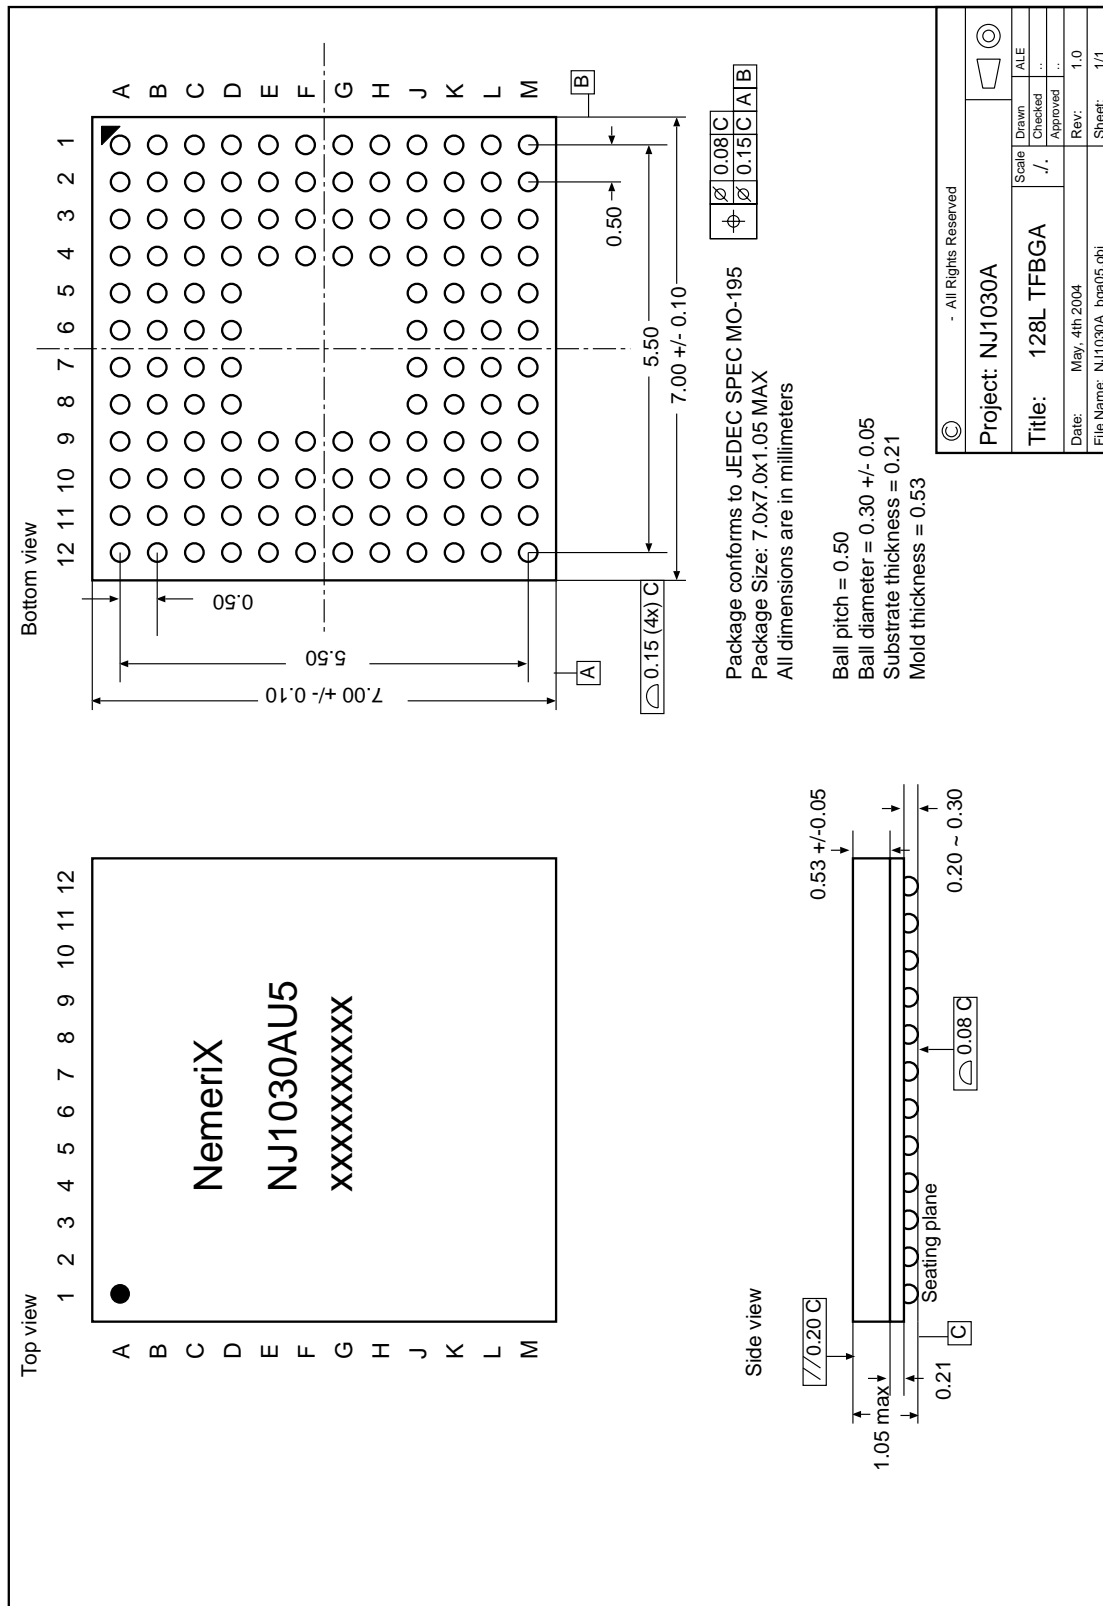 Top view
1 2 3 4 5 6 7 8 9 10 11 12
A
B
C
D
E
F
G
H
J
K
L
M
NemeriX
NJ1030AU5
XXXXXXXXXX
Bottom view
12 11 10 9 8 7 6 5 4 3 2 1
A
B
C
D
E
F
G
H
J
K
L
M
0.50
5.50
7.00 +/- 0.10
A
B
0.50
5.50
7.00 +/- 0.10
0.15 (4x) C
Side view
// 0.20 C
1.05 max
0.21
C
Seating plane
0.08 C
0.53 +/-0.05
0.20 ~ 0.30
⌀ 0.08 C
⌖ ⌀ 0.15 C A B
Package conforms to JEDEC SPEC MO-195
Package Size: 7.0x7.0x1.05 MAX
All dimensions are in millimeters
Ball pitch = 0.50
Ball diameter = 0.30 +/- 0.05
Substrate thickness = 0.21
Mold thickness = 0.53
© - All Rights Reserved
Project: NJ1030A
Title: 128L TFBGA
Scale
./.
Drawn ALE
Checked ..
Approved ..
Date: May, 4th 2004
Rev: 1.0
File Name: NJ1030A_bga05.obj
Sheet: 1/1